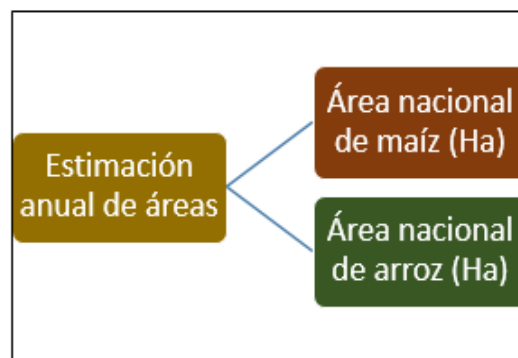 Estimación
anual de áreas
Área nacional
de maíz (Ha)
Área nacional
de arroz (Ha)